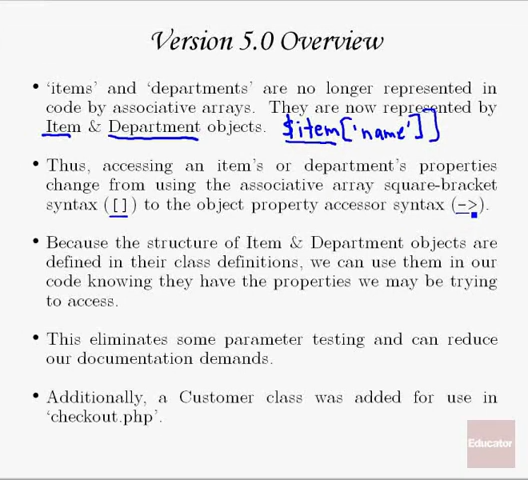 Version 5.0 Overview
• ‘items’ and ‘departments’ are no longer represented in
code by associative arrays. They are now represented by
Item & Department objects. $item['name']
• Thus, accessing an item's or department's properties
change from using the associative array square-bracket
syntax ([]) to the object property accessor syntax (->).
• Because the structure of Item & Department objects are
defined in their class definitions, we can use them in our
code knowing they have the properties we may be trying
to access.
• This eliminates some parameter testing and can reduce
our documentation demands.
• Additionally, a Customer class was added for use in
‘checkout.php’.
Educator